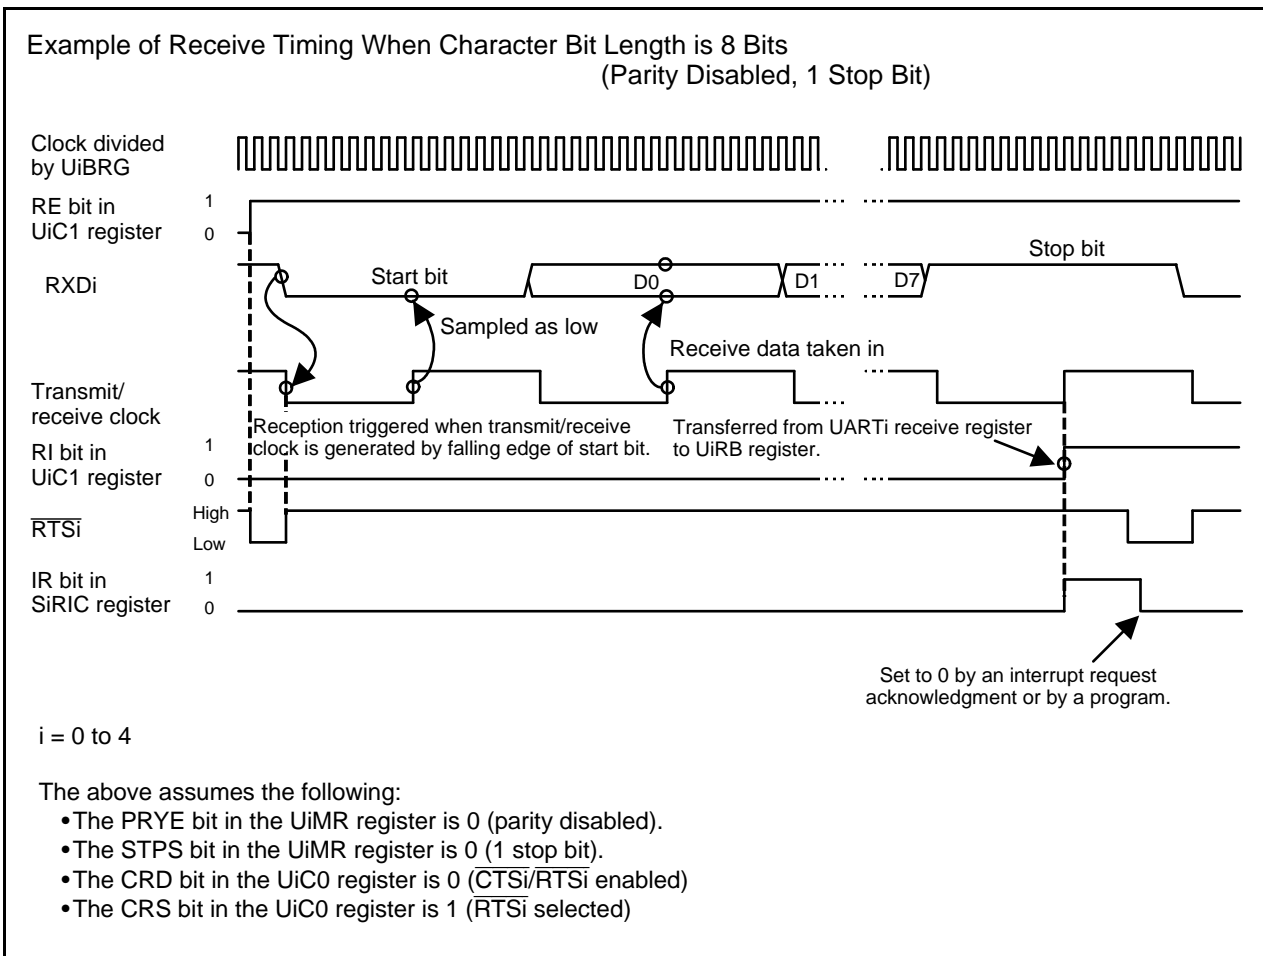 Example of Receive Timing When Character Bit Length is 8 Bits
(Parity Disabled, 1 Stop Bit)
Clock divided
by UiBRG
RE bit in
UiC1 register
1
0
RXDi
Start bit
D0
D1
D7
Stop bit
Sampled as low
Receive data taken in
Transmit/
receive clock
Reception triggered when transmit/receive
clock is generated by falling edge of start bit.
Transferred from UARTi receive register
to UiRB register.
RI bit in
UiC1 register
1
0
RTSi
High
Low
IR bit in
SiRIC register
1
0
Set to 0 by an interrupt request
acknowledgment or by a program.
i = 0 to 4
The above assumes the following:
•The PRYE bit in the UiMR register is 0 (parity disabled).
•The STPS bit in the UiMR register is 0 (1 stop bit).
•The CRD bit in the UiC0 register is 0 (CTSi/RTSi enabled)
•The CRS bit in the UiC0 register is 1 (RTSi selected)